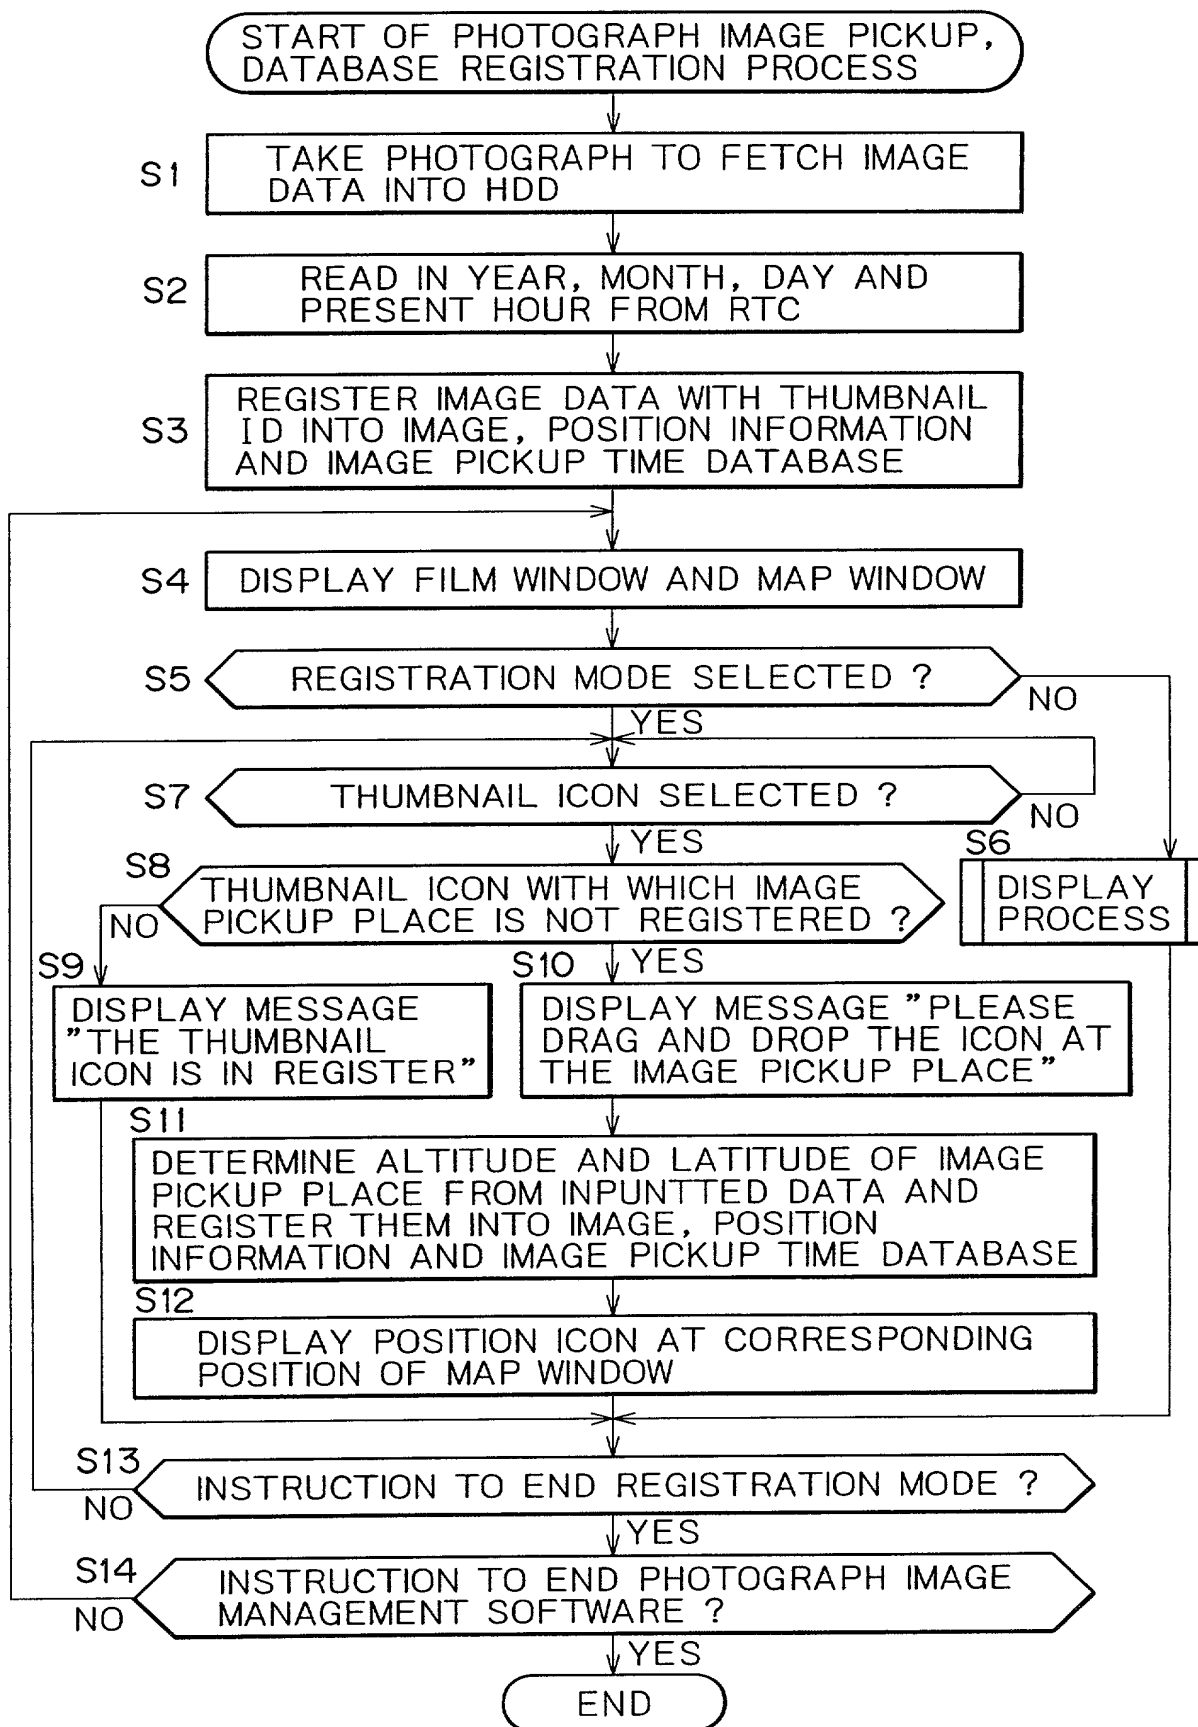 START OF PHOTOGRAPH IMAGE PICKUP,
DATABASE REGISTRATION PROCESS
S1
TAKE PHOTOGRAPH TO FETCH IMAGE
DATA INTO HDD
S2
READ IN YEAR, MONTH, DAY AND
PRESENT HOUR FROM RTC
S3
REGISTER IMAGE DATA WITH THUMBNAIL
ID INTO IMAGE, POSITION INFORMATION
AND IMAGE PICKUP TIME DATABASE
S4
DISPLAY FILM WINDOW AND MAP WINDOW
S5
REGISTRATION MODE SELECTED ?
NO
YES
S7
THUMBNAIL ICON SELECTED ?
NO
YES
S6
DISPLAY
PROCESS
S8
THUMBNAIL ICON WITH WHICH IMAGE
PICKUP PLACE IS NOT REGISTERED ?
NO
YES
S9
DISPLAY MESSAGE
"THE THUMBNAIL
ICON IS IN REGISTER"
S10
DISPLAY MESSAGE "PLEASE
DRAG AND DROP THE ICON AT
THE IMAGE PICKUP PLACE"
S11
DETERMINE ALTITUDE AND LATITUDE OF IMAGE
PICKUP PLACE FROM INPUNTTED DATA AND
REGISTER THEM INTO IMAGE, POSITION
INFORMATION AND IMAGE PICKUP TIME DATABASE
S12
DISPLAY POSITION ICON AT CORRESPONDING
POSITION OF MAP WINDOW
S13
INSTRUCTION TO END REGISTRATION MODE ?
NO
YES
S14
INSTRUCTION TO END PHOTOGRAPH IMAGE
MANAGEMENT SOFTWARE ?
NO
YES
END